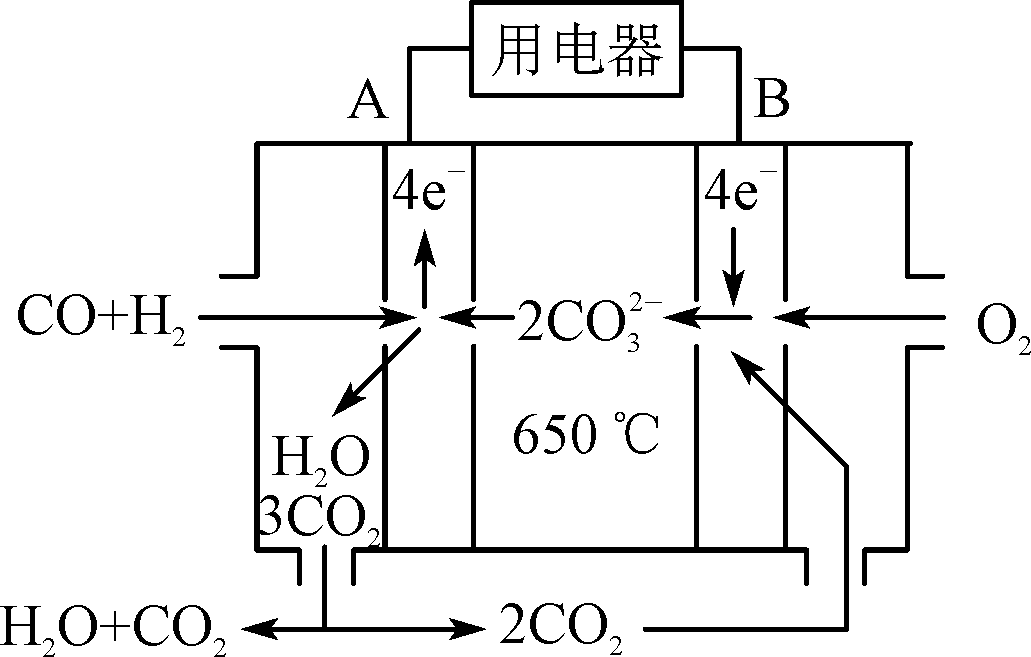 用电器
A
B
4e⁻
4e⁻
CO+H₂
2CO₃²⁻
O₂
650 ℃
H₂O
3CO₂
H₂O+CO₂
2CO₂